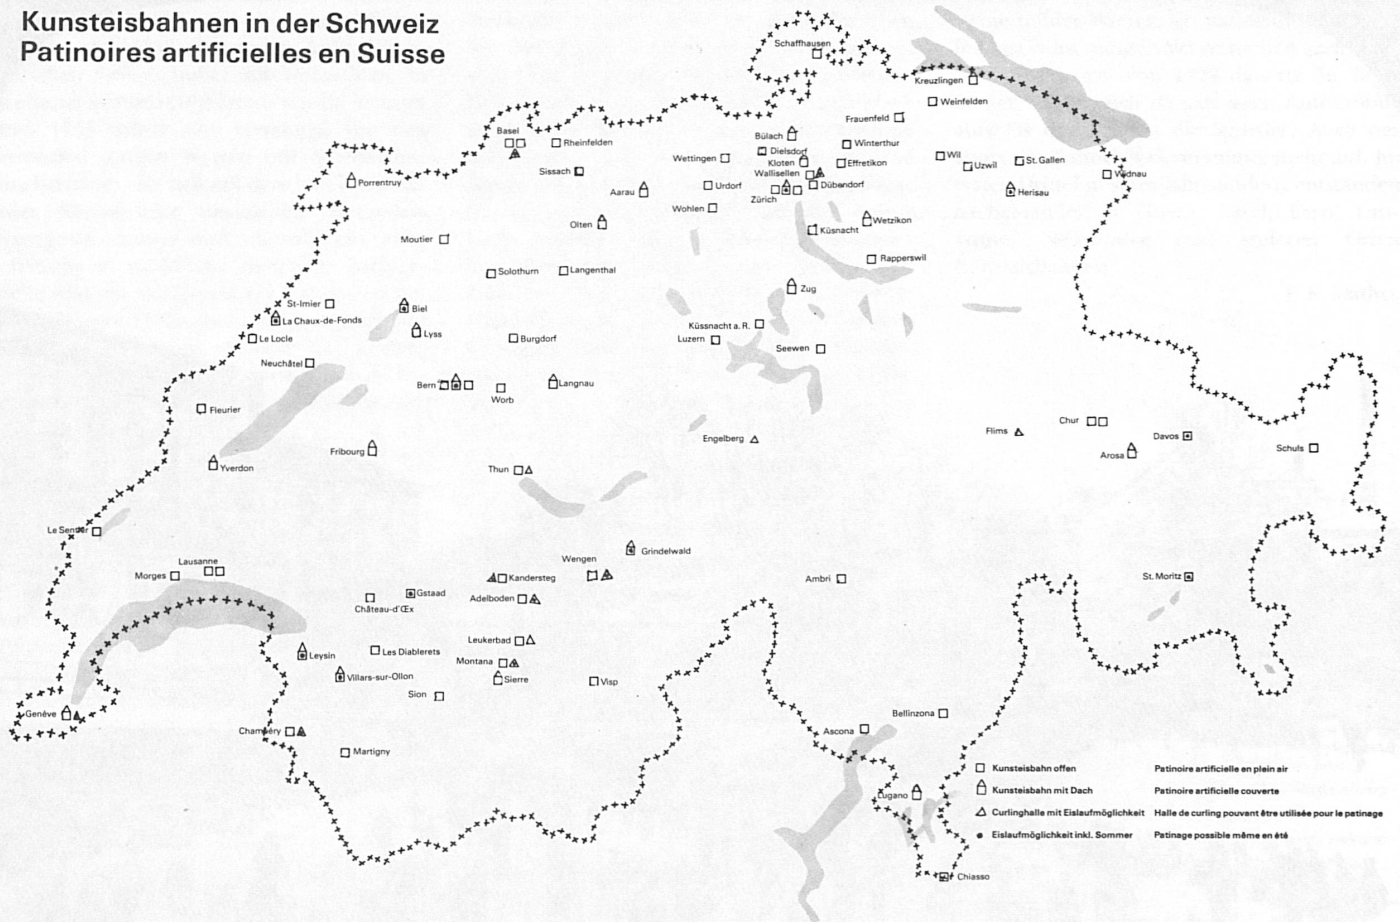 Kunsteisbahnen in der Schweiz
Patinoires artificielles en Suisse
Schaffhausen
Kreuzlingen
Weinfelden
Frauenfeld
Basel
Rheinfelden
Bülach
Winterthur
Dielsdorf
Wettingen
Kloten
Effretikon
Wil
Uzwil
St. Gallen
Sissach
Wallisellen
Widnau
Porrentruy
Aarau
Urdorf
Dübendorf
Herisau
Zürich
Wohlen
Olten
Wetzikon
Küsnacht
Moutier
Rapperswil
Solothurn
Langenthal
Zug
St-Imier
Biel
La Chaux-de-Fonds
Küssnacht a. R.
Lyss
Le Locle
Burgdorf
Luzern
Seewen
Neuchâtel
Bern
Langnau
Worb
Fleurier
Chur
Flims
Davos
Engelberg
Schuls
Fribourg
Arosa
Yverdon
Thun
Le Sentier
Grindelwald
Wengen
Lausanne
Morges
Kandersteg
Ambri
St. Moritz
Gstaad
Adelboden
Château-d'Œx
Leukerbad
Leysin
Les Diablerets
Montana
Villars-sur-Ollon
Sierre
Visp
Sion
Genève
Bellinzona
Champéry
Ascona
Martigny
Lugano
Chiasso
Kunsteisbahn offen Patinoire artificielle en plein air
Kunsteisbahn mit Dach Patinoire artificielle couverte
Curlinghalle mit Eislaufmöglichkeit Halle de curling pouvant être utilisée pour le patinage
Eislaufmöglichkeit inkl. Sommer Patinage possible même en été